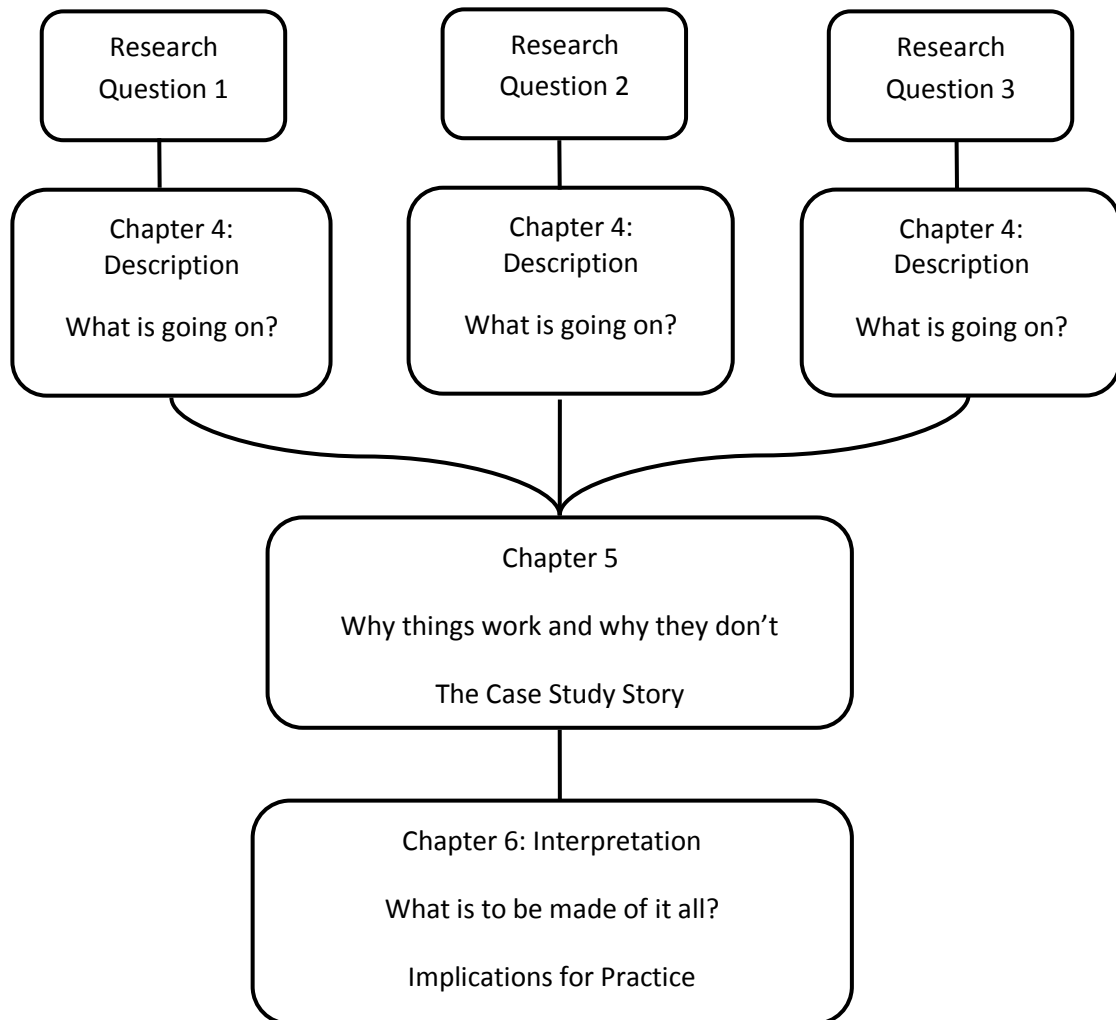 Research
Question 1
Research
Question 2
Research
Question 3
Chapter 4:
Description
What is going on?
Chapter 4:
Description
What is going on?
Chapter 4:
Description
What is going on?
Chapter 5
Why things work and why they don’t
The Case Study Story
Chapter 6: Interpretation
What is to be made of it all?
Implications for Practice